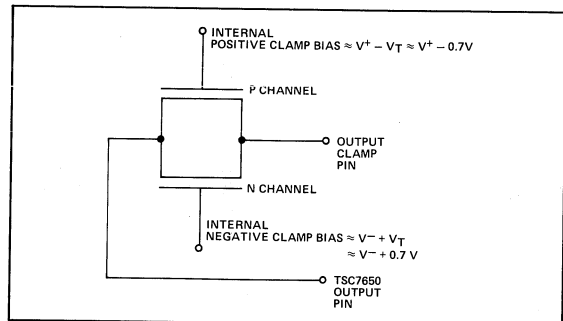 INTERNAL
POSITIVE CLAMP BIAS ≈ V⁺ – V_T ≈ V⁺ – 0.7V
P CHANNEL
OUTPUT
CLAMP
PIN
N CHANNEL
INTERNAL
NEGATIVE CLAMP BIAS ≈ V⁻ + V_T
≈ V⁻ + 0.7 V
TSC7650
OUTPUT
PIN